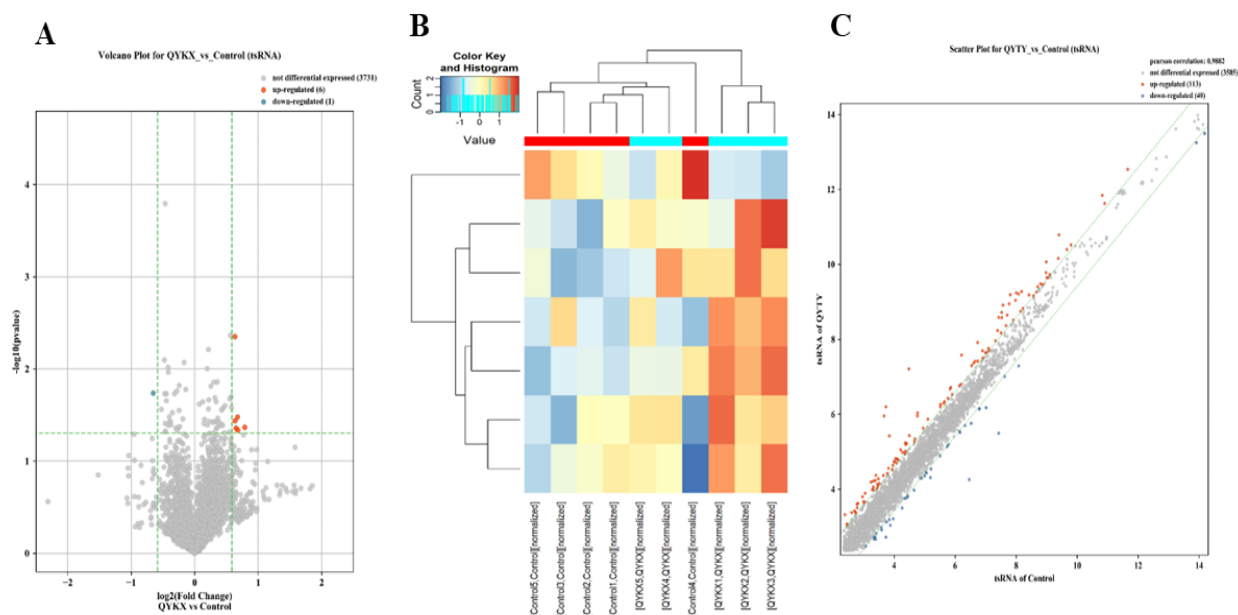 A
Volcano Plot for QYKX_vs_Control (tsRNA)
not differential expressed (3731)
up-regulated (6)
down-regulated (1)
4
3
2
1
0
-log10(pvalue)
-2
-1
0
1
2
log2(Fold Change)
QYKX vs Control
B
Color Key
and Histogram
Count
0
1
2
-1
1
Value
Control5,Control[normalized]
Control3,Control[normalized]
Control2,Control[normalized]
Control1,Control[normalized]
[QYKX5,QYKX][normalized]
[QYKX4,QYKX][normalized]
Control4,Control[normalized]
[QYKX1,QYKX][normalized]
[QYKX2,QYKX][normalized]
[QYKX3,QYKX][normalized]
C
Scatter Plot for QYTY_vs_Control (tsRNA)
pearson correlation: 0.9882
not differential expressed (3585)
up-regulated (113)
down-regulated (40)
14
12
10
8
6
4
tsRNA of QYTY
4
6
8
10
12
14
tsRNA of Control